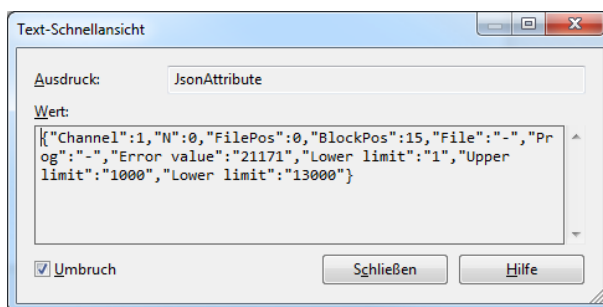 Text-Schnellansicht
Ausdruck:
JsonAttribute
Wert:
{"Channel":1,"N":0,"FilePos":0,"BlockPos":15,"File":"-","Pr
og":"-","Error value":"21171","Lower limit":"1","Upper
limit":"1000","Lower limit":"13000"}
Umbruch
Schließen
Hilfe